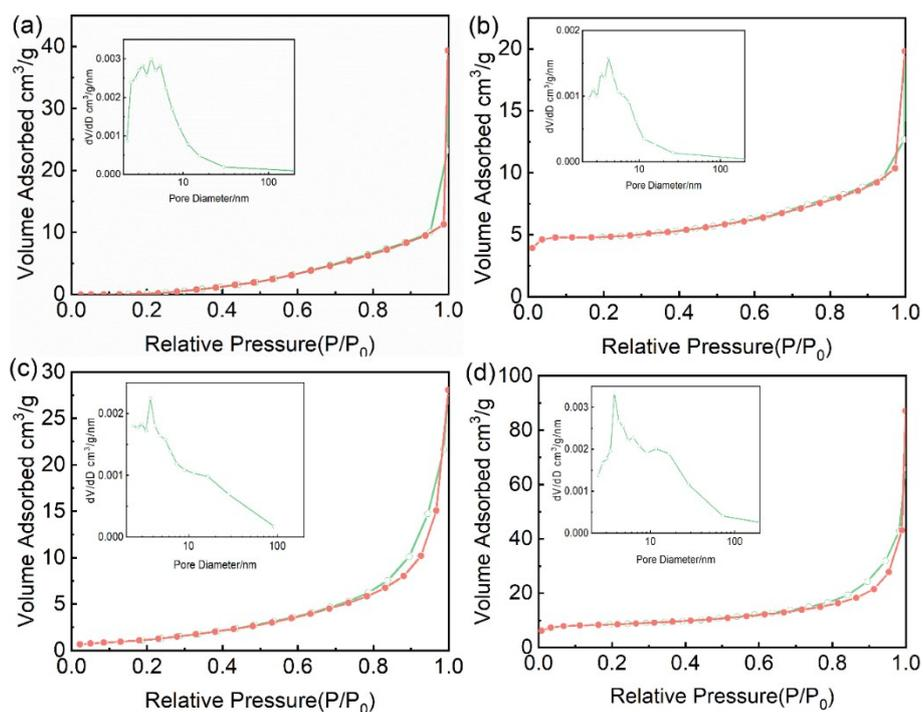 (a)
40
30
20
10
0
Volume Adsorbed cm³/g
0.003
0.002
0.001
0.000
dV/dD cm³/g/nm
10 100
Pore Diameter/nm
0.0 0.2 0.4 0.6 0.8 1.0
Relative Pressure(P/P₀)
(b)
20
15
10
5
0
Volume Adsorbed cm³/g
0.002
0.001
0.000
dV/dD cm³/g/nm
10 100
Pore Diameter/nm
0.0 0.2 0.4 0.6 0.8 1.0
Relative Pressure(P/P₀)
(c)
30
25
20
15
10
5
0
Volume Adsorbed cm³/g
0.002
0.001
0.000
dV/dD cm³/g/nm
10 100
Pore Diameter/nm
0.0 0.2 0.4 0.6 0.8 1.0
Relative Pressure(P/P₀)
(d)
100
80
60
40
20
0
Volume Adsorbed cm³/g
0.003
0.002
0.001
0.000
dV/dD cm³/g/nm
10 100
Pore Diameter/nm
0.0 0.2 0.4 0.6 0.8 1.0
Relative Pressure(P/P₀)